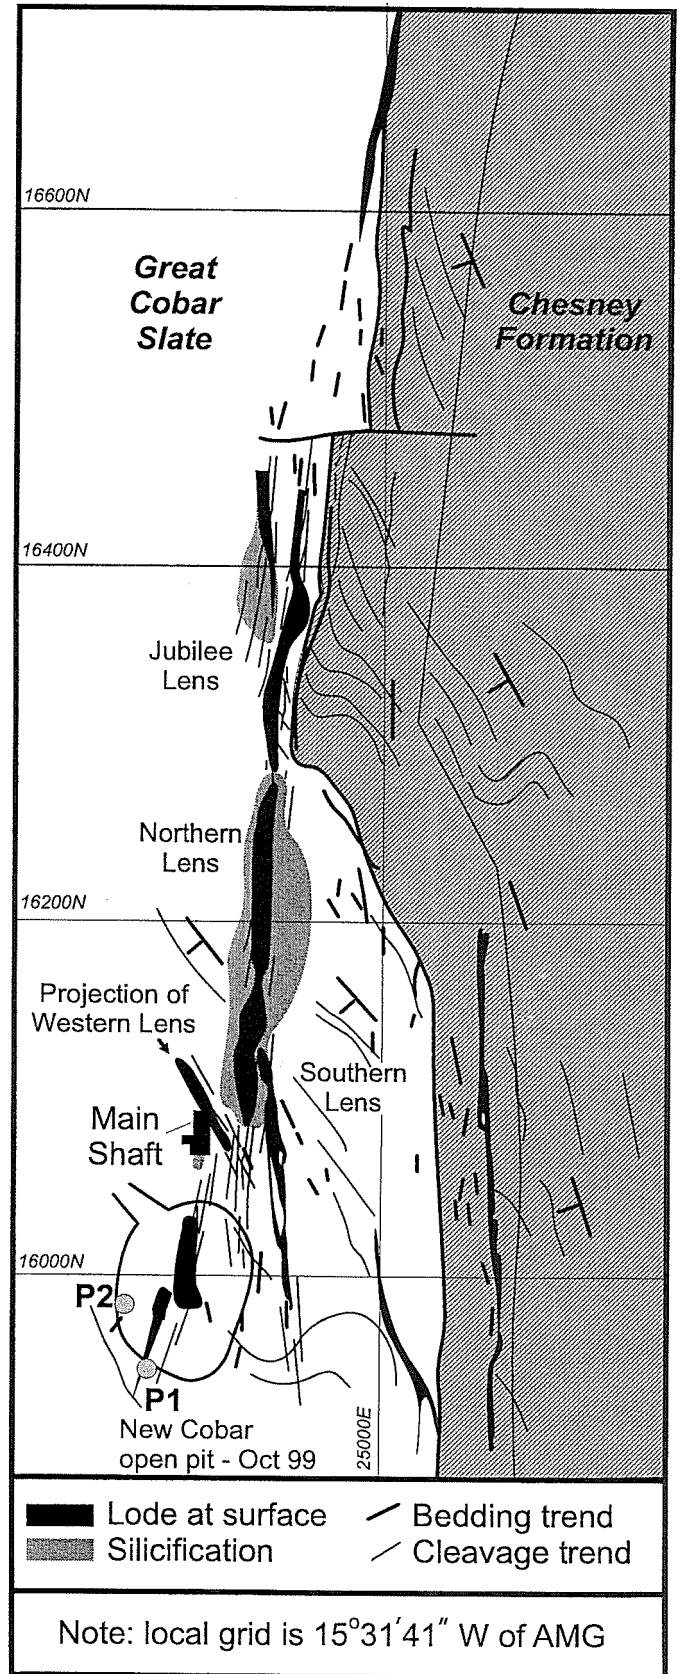 16600N
Great
Cobar
Slate
Chesney
Formation
16400N
Jubilee
Lens
Northern
Lens
16200N
Projection of
Western Lens
Southern
Lens
Main
Shaft
16000N
P2
P1
New Cobar
open pit - Oct 99
25000E
Lode at surface
Bedding trend
Silicification
Cleavage trend
Note: local grid is 15°31′41″ W of AMG